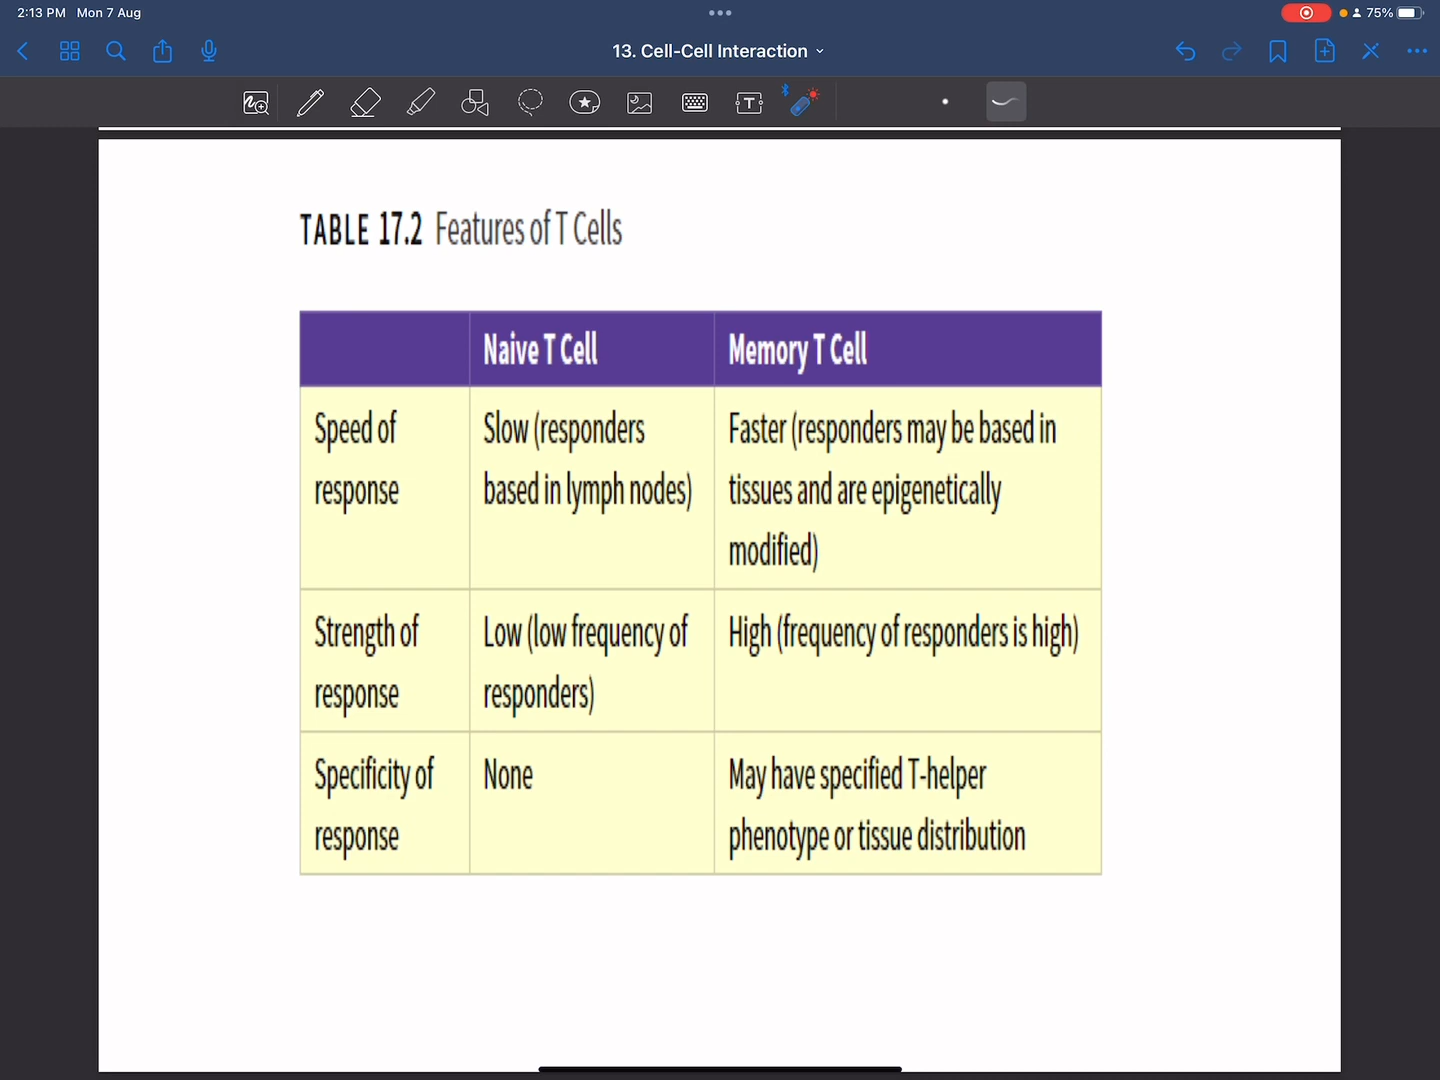 2:13 PM Mon 7 Aug
75%
13. Cell-Cell Interaction
T
TABLE 17.2 Features of T Cells
Naive T Cell Memory T Cell
Speed of Slow (responders Faster (responders may be based in
response based in lymph nodes) tissues and are epigenetically
modified)
Strength of Low (low frequency of High (frequency of responders is high)
response responders)
Specificity of None May have specified T-helper
response phenotype or tissue distribution